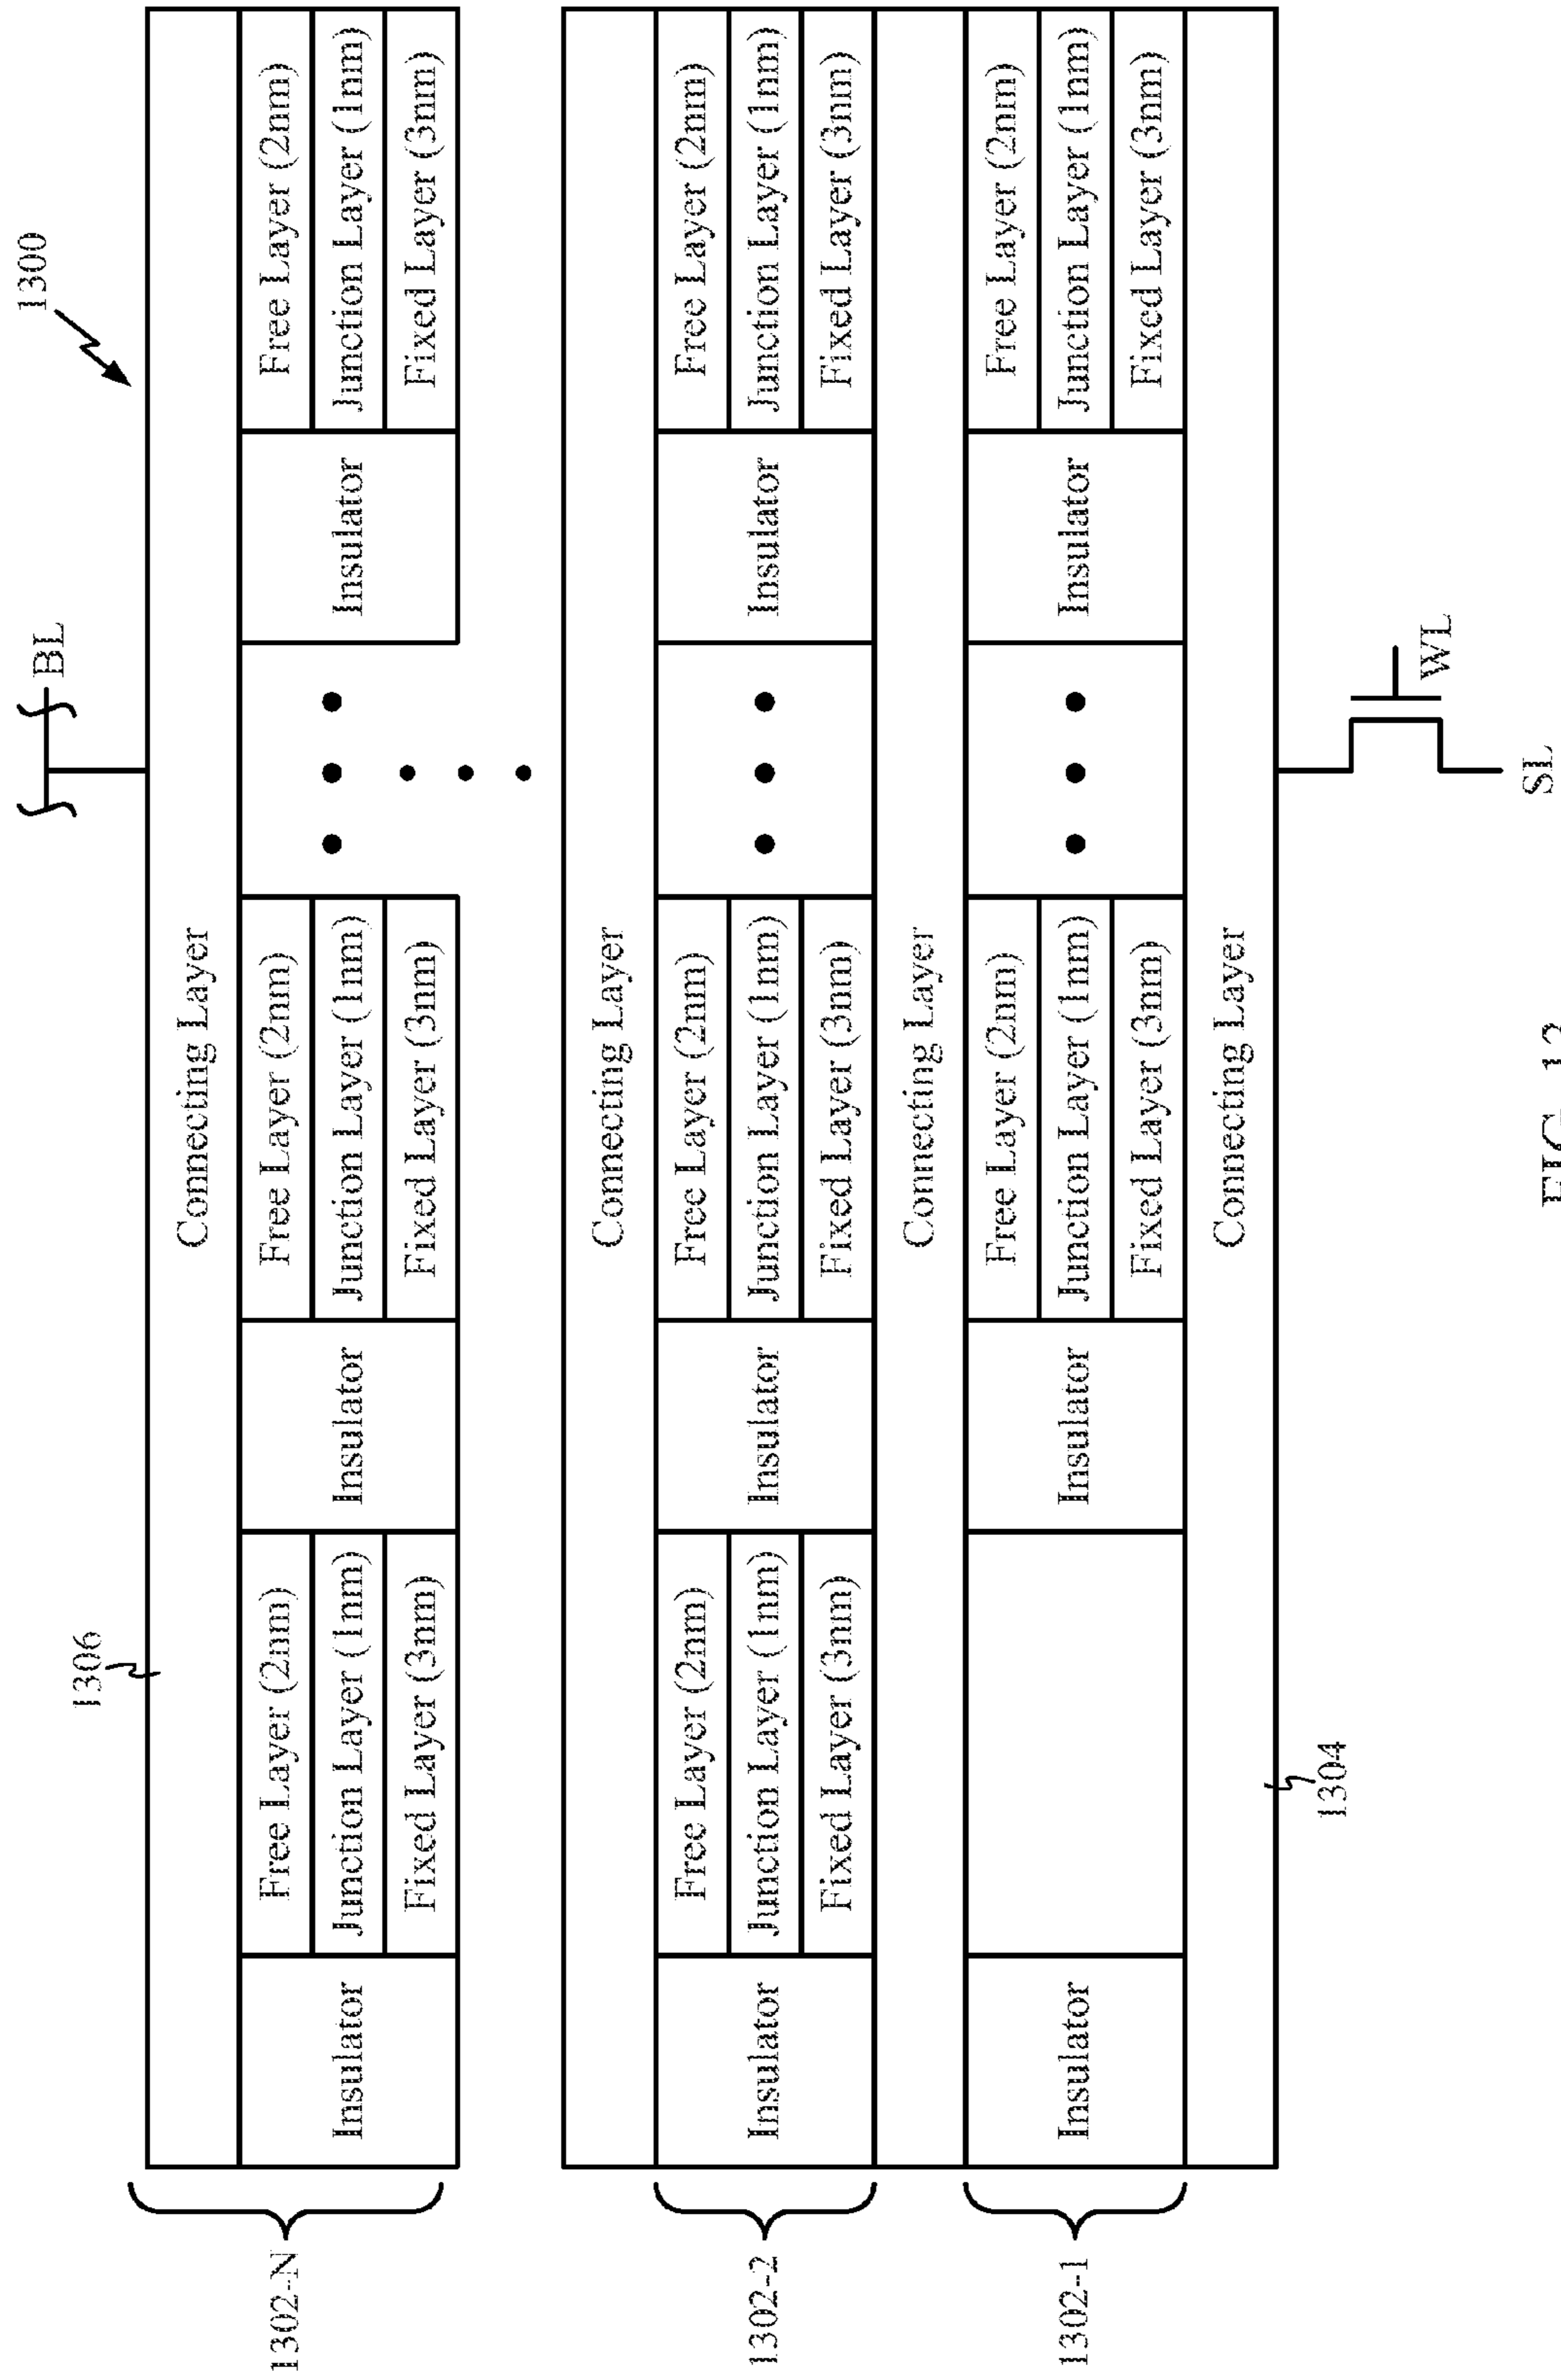 1300
BL
1306
Connecting Layer
Free Layer (2nm)
Free Layer (2nm)
Free Layer (2nm)
1302-N
Insulator
Junction Layer (1nm)
Insulator
Junction Layer (1nm)
Insulator
Junction Layer (1nm)
Fixed Layer (3nm)
Fixed Layer (3nm)
Fixed Layer (3nm)
Connecting Layer
Free Layer (2nm)
Free Layer (2nm)
Free Layer (2nm)
1302-2
Insulator
Junction Layer (1nm)
Insulator
Junction Layer (1nm)
Insulator
Junction Layer (1nm)
Fixed Layer (3nm)
Fixed Layer (3nm)
Fixed Layer (3nm)
Connecting Layer
Free Layer (2nm)
Free Layer (2nm)
1302-1
Insulator
Insulator
Junction Layer (1nm)
Insulator
Junction Layer (1nm)
Fixed Layer (3nm)
Fixed Layer (3nm)
Connecting Layer
1304
WL
SL
FIG.